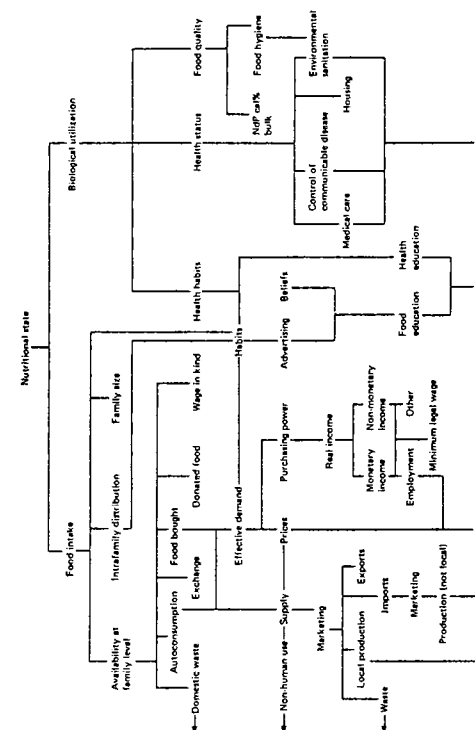 Nutritional state
Food intake
Biological utilization
Availability at
family level
Intrafamily distribution
Family size
Health habits
Health status
Food quality
Domestic waste
Autoconsumption
Exchange
Food bought
Donated food
Wage in kind
Habits
NdP cal%
bulk
Food hygiene
Effective demand
Advertising
Beliefs
Medical care
Control of
communicable disease
Housing
Environmental
sanitation
Non-human use
Supply
Prices
Purchasing power
Food
education
Health
education
Marketing
Real income
Waste
Local production
Imports
Exports
Monetary
income
Non-monetary
income
Marketing
Employment
Other
Production (not local)
Minimum legal wage